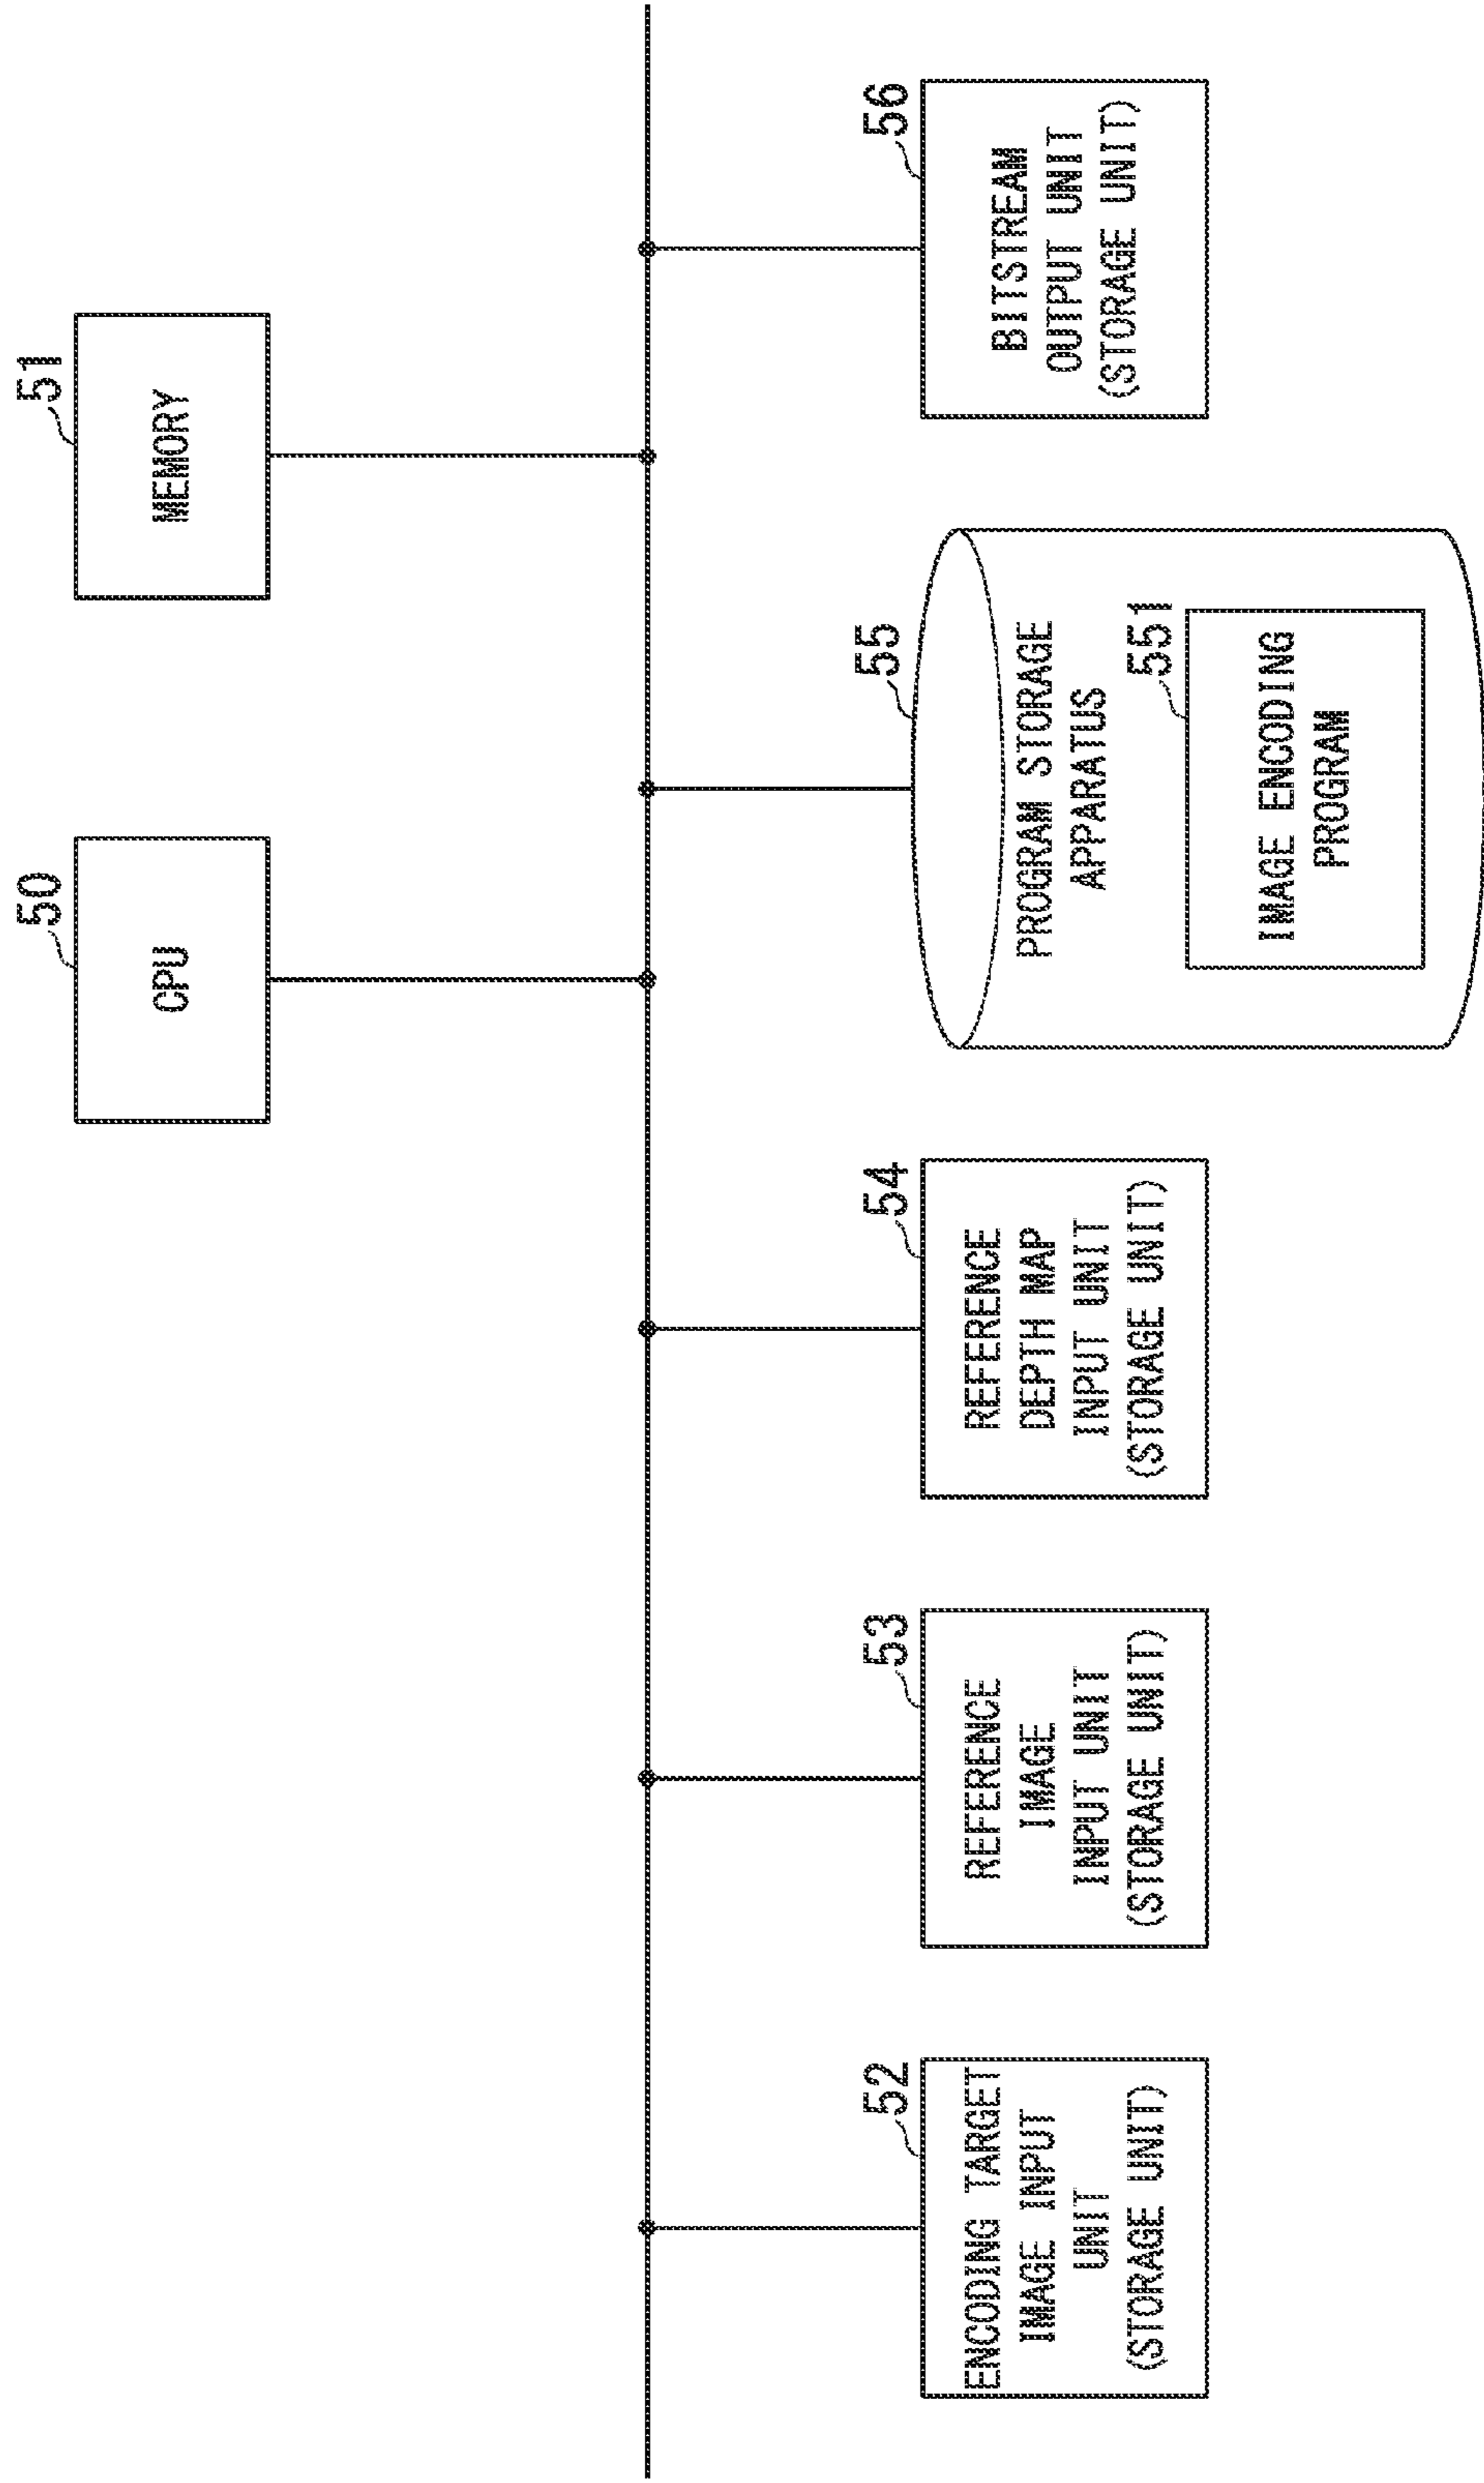 50
CPU
51
MEMORY
52
ENCODING TARGET
IMAGE INPUT
UNIT
(STORAGE UNIT)
53
REFERENCE
IMAGE
INPUT UNIT
(STORAGE UNIT)
54
REFERENCE
DEPTH MAP
INPUT UNIT
(STORAGE UNIT)
55
PROGRAM STORAGE
APPARATUS
551
IMAGE ENCODING
PROGRAM
56
BITSTREAM
OUTPUT UNIT
(STORAGE UNIT)